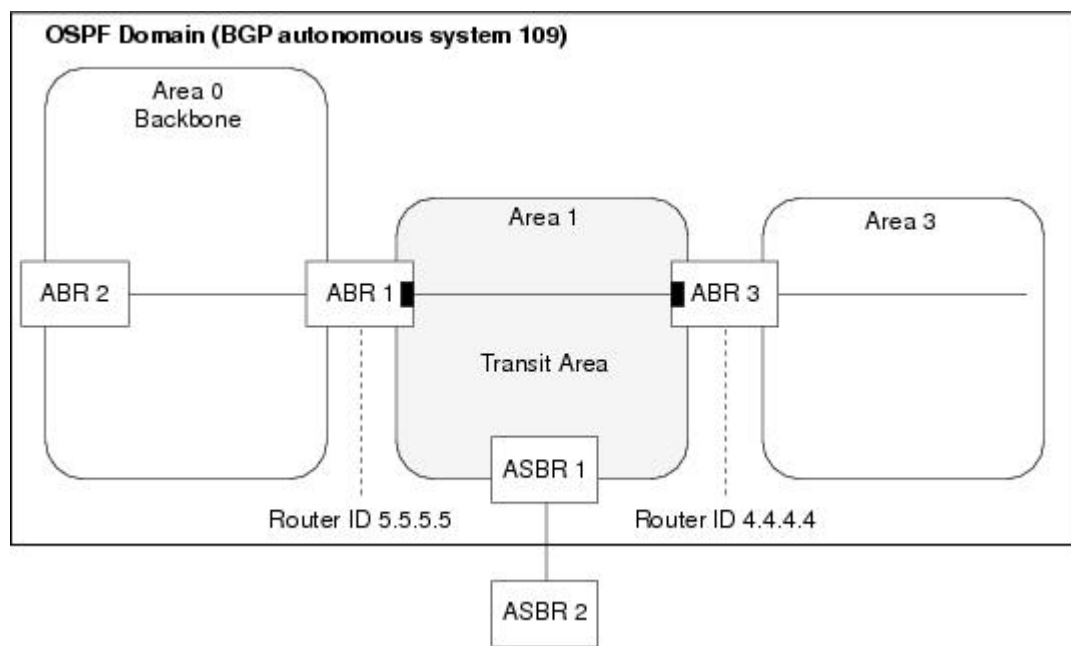 OSPF Domain (BGP autonomous system 109)
Area 0
Backbone
Area 1
Area 3
ABR 2
ABR 1
ABR 3
Transit Area
ASBR 1
Router ID 5.5.5.5
Router ID 4.4.4.4
ASBR 2